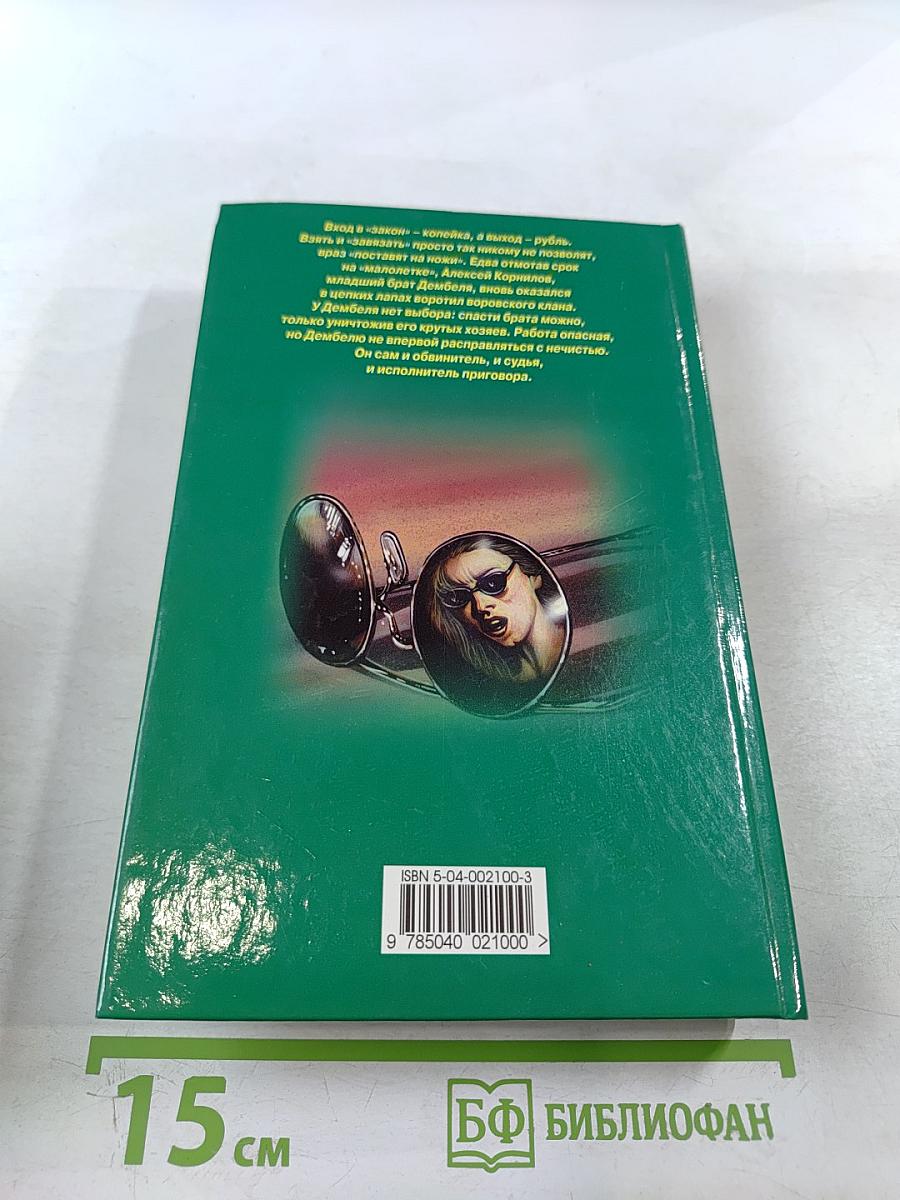 Вход в «закон» – копейка, а выход – рубль.
Взять и «завязать» просто так никому не позволят,
враз «поставят на ножи». Едва отмотав срок
на «малолетке», Алексей Корнилов,
младший брат Дембеля, вновь оказался
в цепких лапах воротил воровского клана.
У Дембеля нет выбора: спасти брата можно,
только уничтожив его крутых хозяев. Работа опасная,
но Дембелю не впервой расправляться с нечистью.
Он сам и обвинитель, и судья,
и исполнитель приговора.
ISBN 5-04-002100-3
9 785040 021000 >
15 см
БФ БИБЛИОФАН